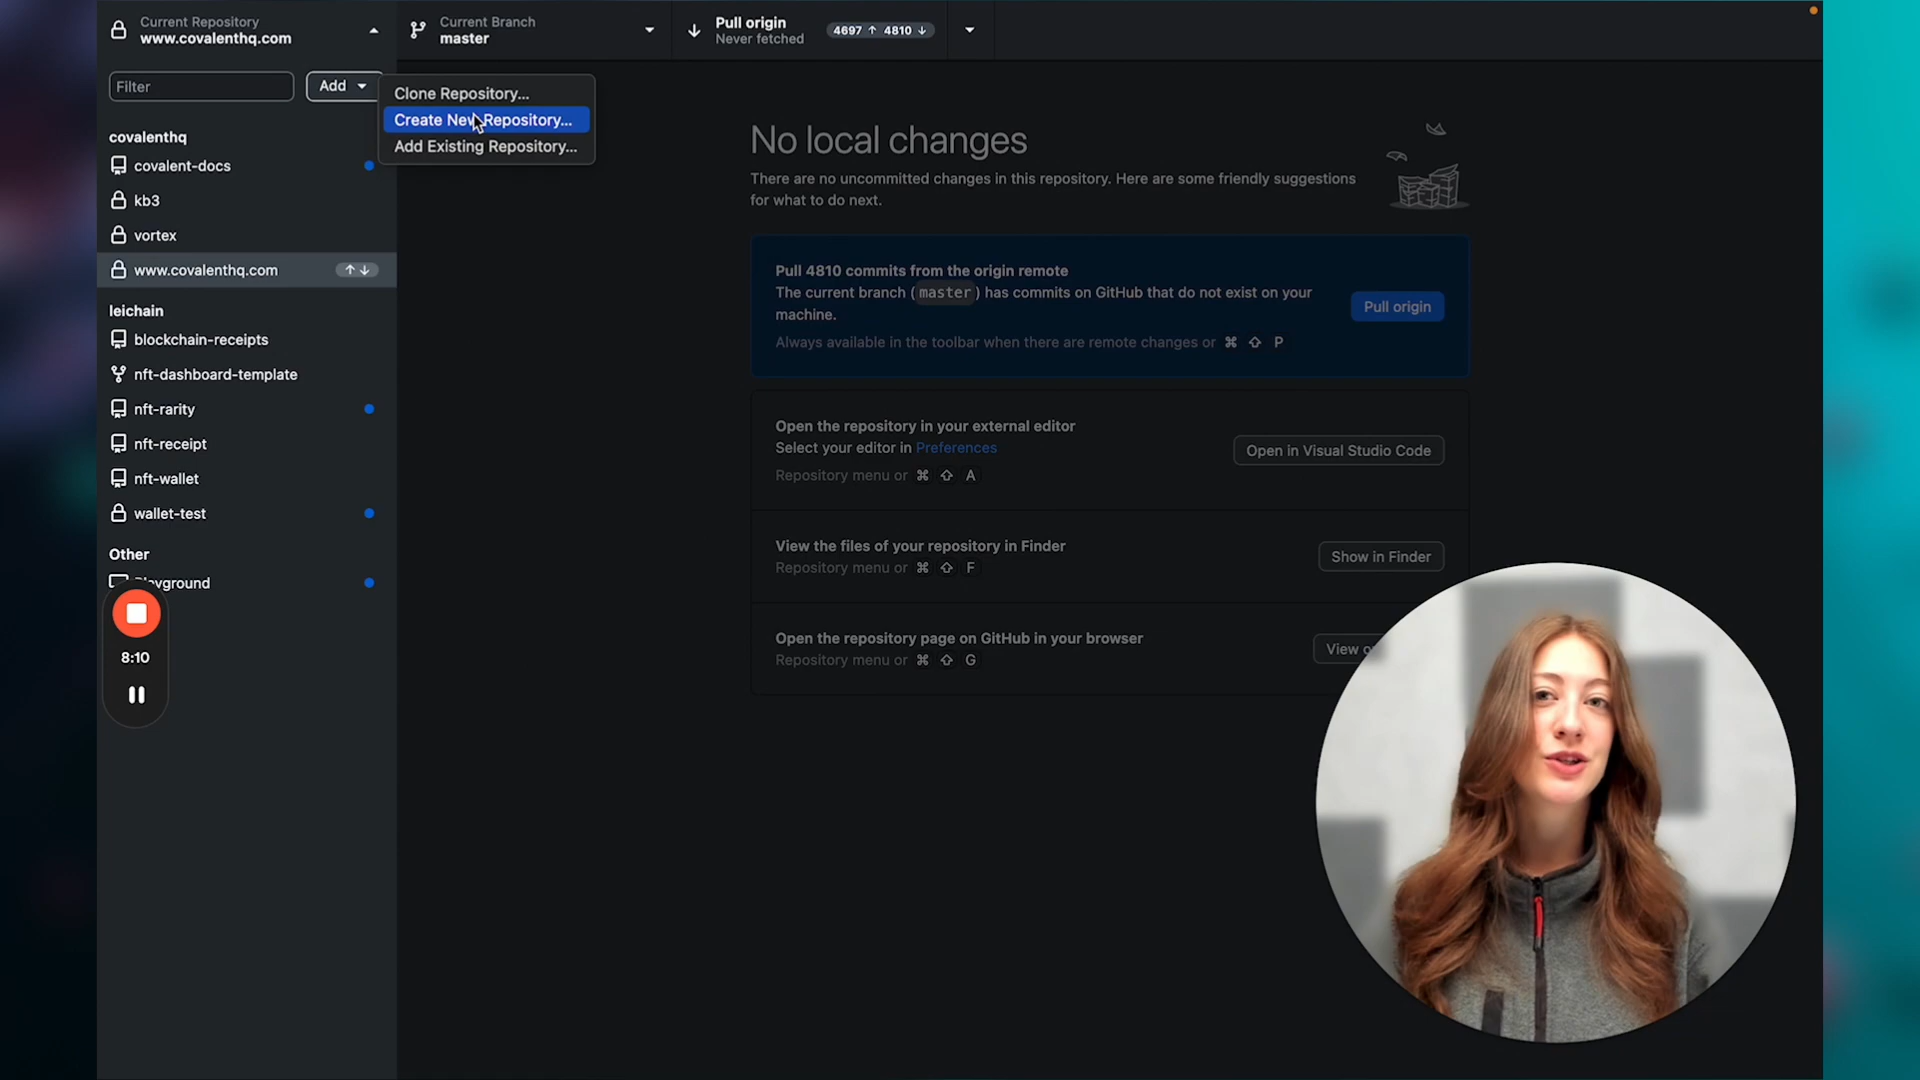 Current Repository
www.covalenthq.com
Current Branch
master
Pull origin
Never fetched
4697 ↑ 4810 ↓
Filter
Add
Clone Repository...
Create New Repository...
Add Existing Repository...
covalenthq
covalent-docs
kb3
vortex
www.covalenthq.com
↑↓
leichain
blockchain-receipts
nft-dashboard-template
nft-rarity
nft-receipt
nft-wallet
wallet-test
Other
8:10
No local changes
There are no uncommitted changes in this repository. Here are some friendly suggestions
for what to do next.
Pull 4810 commits from the origin remote
The current branch ( master ) has commits on GitHub that do not exist on your
machine.
Always available in the toolbar when there are remote changes or ⌘ ⇧ P
Pull origin
Open the repository in your external editor
Select your editor in Preferences
Repository menu or ⌘ ⇧ A
Open in Visual Studio Code
View the files of your repository in Finder
Repository menu or ⌘ ⇧ F
Show in Finder
Open the repository page on GitHub in your browser
Repository menu or ⌘ ⇧ G
View